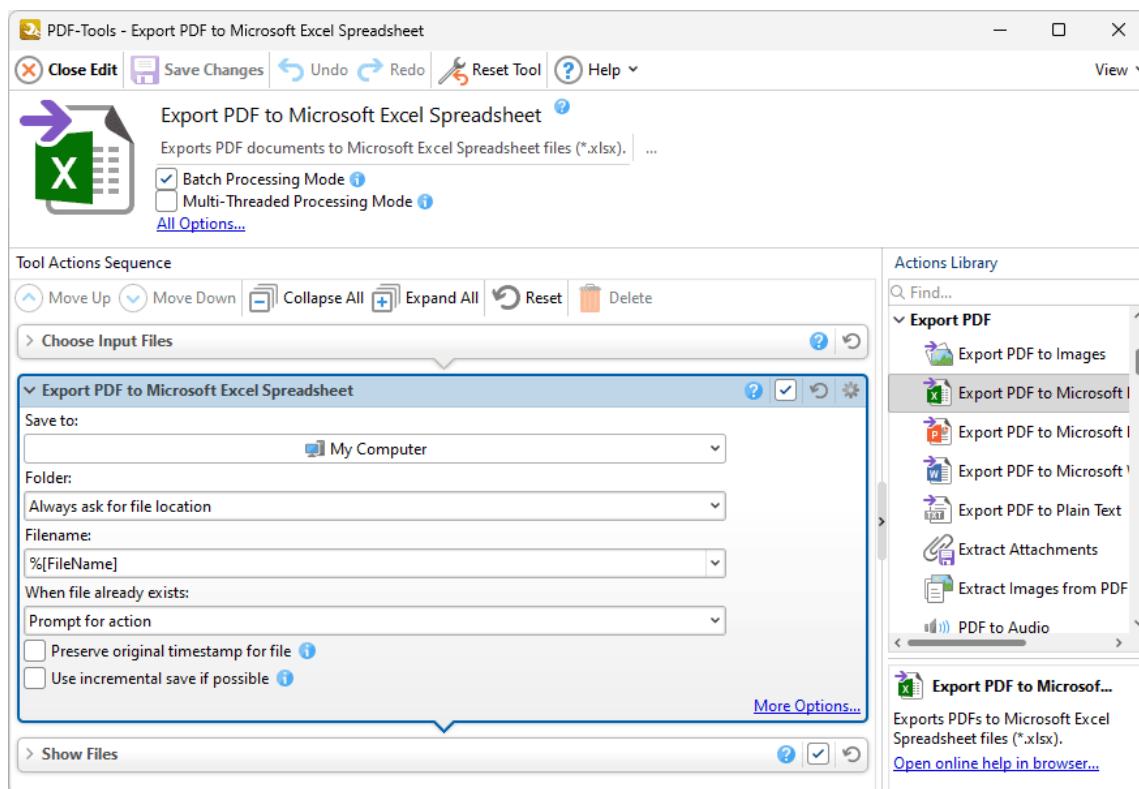 PDF-Tools - Export PDF to Microsoft Excel Spreadsheet
Close Edit Save Changes Undo Redo Reset Tool ? Help View
Export PDF to Microsoft Excel Spreadsheet ?
Exports PDF documents to Microsoft Excel Spreadsheet files (*.xlsx). ...
Batch Processing Mode i
Multi-Threaded Processing Mode i
All Options...
Tool Actions Sequence
Move Up Move Down Collapse All Expand All Reset Delete
Choose Input Files ?
Export PDF to Microsoft Excel Spreadsheet ?
Save to:
My Computer
Folder:
Always ask for file location
Filename:
%[FileName]
When file already exists:
Prompt for action
Preserve original timestamp for file i
Use incremental save if possible i
More Options...
Show Files ?
Actions Library
Find...
Export PDF
Export PDF to Images
Export PDF to Microsoft
Export PDF to Microsoft
Export PDF to Microsoft
Export PDF to Plain Text
Extract Attachments
Extract Images from PDF
PDF to Audio
Export PDF to Microsof...
Exports PDFs to Microsoft Excel
Spreadsheet files (*.xlsx).
Open online help in browser...